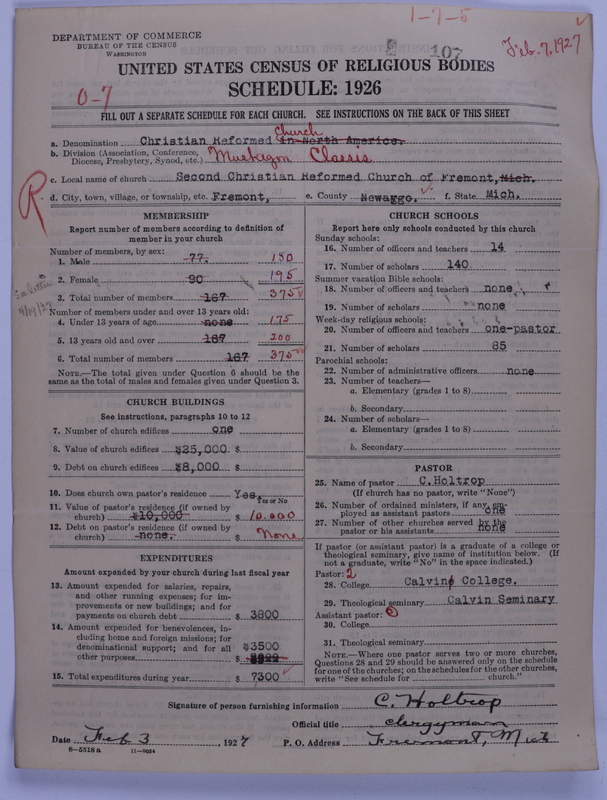 1-7-5
DEPARTMENT OF COMMERCE
BUREAU OF THE CENSUS
WASHINGTON
107
Feb. 7, 1927
UNITED STATES CENSUS OF RELIGIOUS BODIES
SCHEDULE: 1926
0-7
FILL OUT A SEPARATE SCHEDULE FOR EACH CHURCH. SEE INSTRUCTIONS ON THE BACK OF THIS SHEET
a. Denomination Christian Reformed Church in North America.
b. Division (Association, Conference, Diocese, Presbytery, Synod, etc.) Muskegon Classis
c. Local name of church Second Christian Reformed Church of Fremont, Mich.
d. City, town, village, or township, etc. Fremont, e. County Newaygo. f. State Mich.
R
MEMBERSHIP
Report number of members according to definition of
member in your church
Number of members, by sex:
1. Male 77. 180
2. Female 90 195
3. Total number of members 167 375
Number of members under and over 13 years old:
4. Under 13 years of age none 175
5. 13 years old and over 167 200
6. Total number of members 167 375
NOTE.—The total given under Question 6 should be the
same as the total of males and females given under Question 3.
CHURCH BUILDINGS
See instructions, paragraphs 10 to 12
7. Number of church edifices one
8. Value of church edifices $25,000. $
9. Debt on church edifices $8,000. $
10. Does church own pastor's residence Yes.
Yes or No
11. Value of pastor's residence (if owned by
church) $10,000 $ 10.000
12. Debt on pastor's residence (if owned by
church) none. $ None
EXPENDITURES
Amount expended by your church during last fiscal year
13. Amount expended for salaries, repairs,
and other running expenses; for im-
provements or new buildings; and for
payments on church debt $ 3800
14. Amount expended for benevolences, in-
cluding home and foreign missions; for
denominational support; and for all $3500
other purposes $
15. Total expenditures during year $ 7300
CHURCH SCHOOLS
Report here only schools conducted by this church
Sunday schools:
16. Number of officers and teachers 14
17. Number of scholars 140
Summer vacation Bible schools:
18. Number of officers and teachers none
19. Number of scholars none
Week-day religious schools:
20. Number of officers and teachers one-pastor
21. Number of scholars 85
Parochial schools:
22. Number of administrative officers none
23. Number of teachers—
a. Elementary (grades 1 to 8)
b. Secondary
24. Number of scholars—
a. Elementary (grades 1 to 8)
b. Secondary
PASTOR
25. Name of pastor C. Holtrop
(If church has no pastor, write "None")
26. Number of ordained ministers, if any, em-
ployed as assistant pastors one
27. Number of other churches served by the
pastor or his assistants none
If pastor (or assistant pastor) is a graduate of a college or
theological seminary, give name of institution below. (If
not a graduate, write "No" in the space indicated.)
Pastor: 2
28. College Calvin College.
29. Theological seminary Calvin Seminary
Assistant pastor:
30. College
31. Theological seminary
NOTE.—Where one pastor serves two or more churches,
Questions 28 and 29 should be answered only on the schedule
for one of the churches; on the schedules for the other churches,
write "See schedule for church."
Signature of person furnishing information C. Holtrop
Official title clergyman
Date Feb 3, 1927 P. O. Address Fremont, Mich
8-5518 a 11-9054